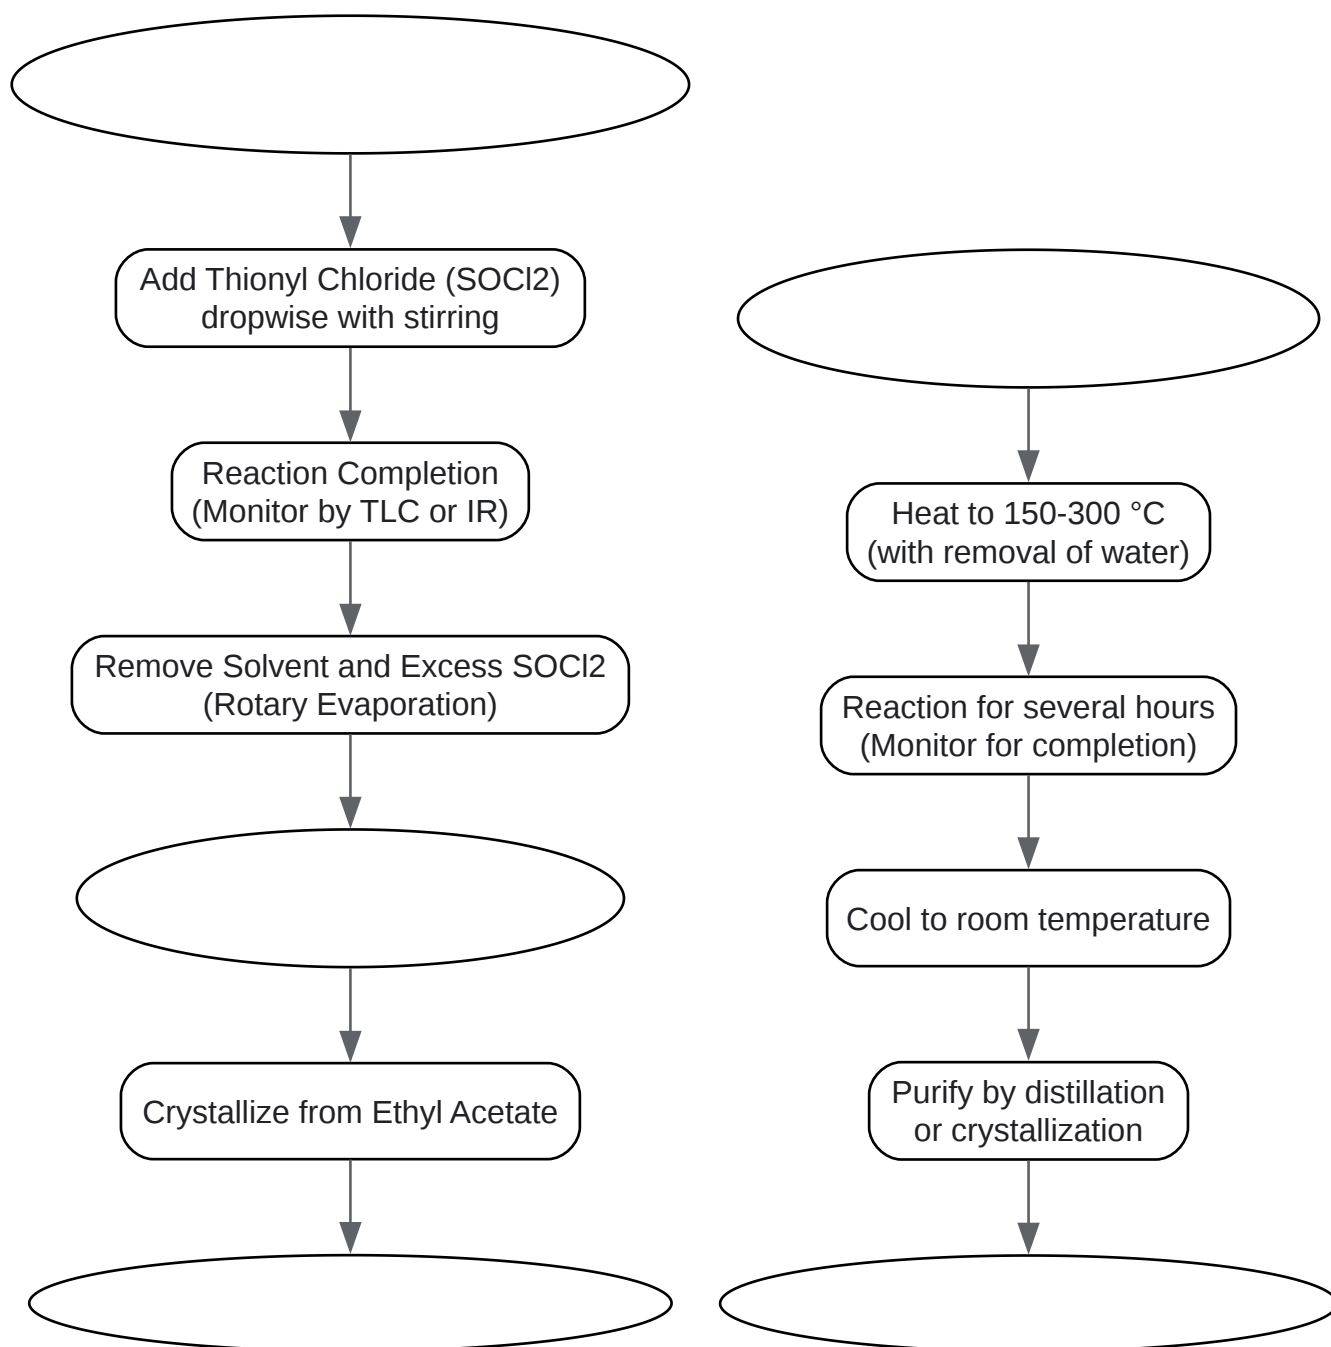 Add Thionyl Chloride (SOCl2)
dropwise with stirring
Reaction Completion
(Monitor by TLC or IR)
Remove Solvent and Excess SOCl2
(Rotary Evaporation)
Crystallize from Ethyl Acetate
Heat to 150-300 °C
(with removal of water)
Reaction for several hours
(Monitor for completion)
Cool to room temperature
Purify by distillation
or crystallization